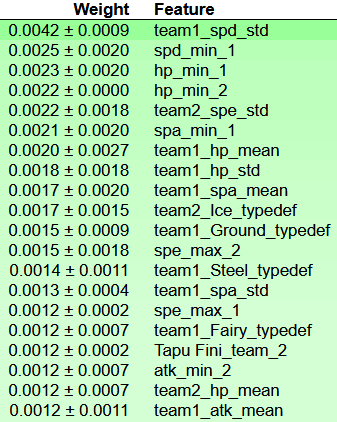 Weight Feature
0.0042 ± 0.0009 team1_spd_std
0.0025 ± 0.0020 spd_min_1
0.0023 ± 0.0020 hp_min_1
0.0022 ± 0.0000 hp_min_2
0.0022 ± 0.0018 team2_spe_std
0.0021 ± 0.0020 spa_min_1
0.0020 ± 0.0027 team1_hp_mean
0.0018 ± 0.0018 team1_hp_std
0.0017 ± 0.0020 team1_spa_mean
0.0017 ± 0.0015 team2_Ice_typedef
0.0015 ± 0.0009 team1_Ground_typedef
0.0015 ± 0.0018 spe_max_2
0.0014 ± 0.0011 team1_Steel_typedef
0.0013 ± 0.0004 team1_spa_std
0.0012 ± 0.0002 spe_max_1
0.0012 ± 0.0007 team1_Fairy_typedef
0.0012 ± 0.0002 Tapu Fini_team_2
0.0012 ± 0.0007 atk_min_2
0.0012 ± 0.0007 team2_hp_mean
0.0012 ± 0.0011 team1_atk_mean